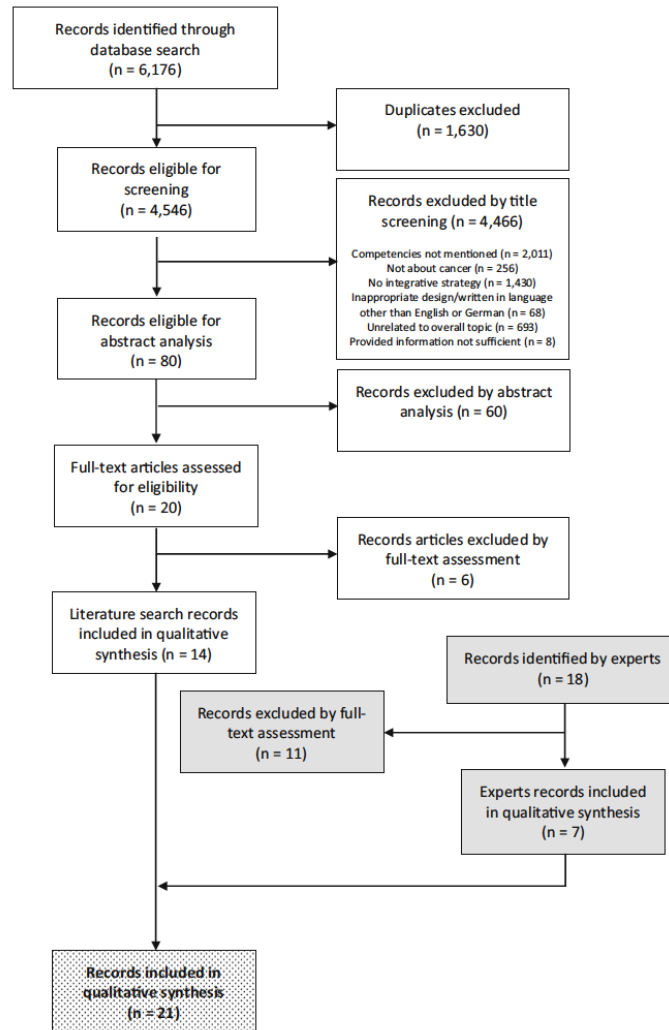 Records identified through
database search
(n = 6,176)
Duplicates excluded
(n = 1,630)
Records eligible for
screening
(n = 4,546)
Records excluded by title
screening (n = 4,466)
Competencies not mentioned (n = 2,011)
Not about cancer (n = 256)
No integrative strategy (n = 1,430)
Inappropriate design/written in language
other than English or German (n = 68)
Unrelated to overall topic (n = 693)
Provided information not sufficient (n = 8)
Records eligible for
abstract analysis
(n = 80)
Records excluded by abstract
analysis (n = 60)
Full-text articles assessed
for eligibility
(n = 20)
Records articles excluded by
full-text assessment
(n = 6)
Literature search records
included in qualitative
synthesis (n = 14)
Records identified by experts
(n = 18)
Records excluded by full-
text assessment
(n = 11)
Experts records included
in qualitative synthesis
(n = 7)
Records included in
qualitative synthesis
(n = 21)